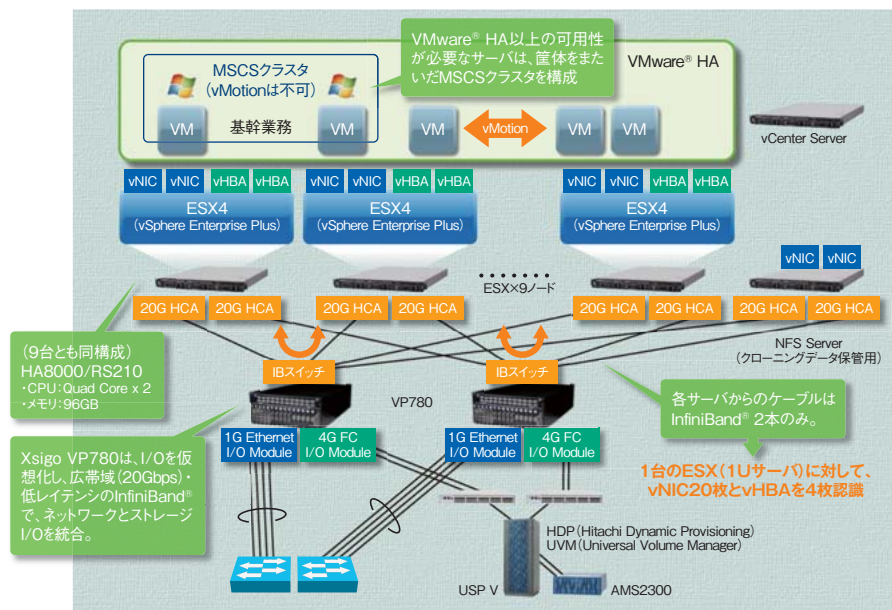 VMware® HA以上の可用性
が必要なサーバは、筐体をまた
いだMSCSクラスタを構成
VMware® HA
MSCSクラスタ
(vMotionは不可)
VM
基幹業務
VM
VM
vMotion
VM
VM
vCenter Server
vNIC
vNIC
vHBA
vHBA
vNIC
vNIC
vHBA
vHBA
vNIC
vNIC
vHBA
vHBA
ESX4
(vSphere Enterprise Plus)
ESX4
(vSphere Enterprise Plus)
ESX4
(vSphere Enterprise Plus)
vNIC
vNIC
ESX×9ノード
20G HCA
20G HCA
20G HCA
20G HCA
20G HCA
20G HCA
20G HCA
20G HCA
NFS Server
(クローニングデータ保管用)
(9台とも同構成)
HA8000/RS210
・CPU:Quad Core x 2
・メモリ:96GB
IBスイッチ
IBスイッチ
VP780
各サーバからのケーブルは
InfiniBand® 2本のみ。
1G Ethernet
I/O Module
4G FC
I/O Module
1G Ethernet
I/O Module
4G FC
I/O Module
1台のESX(1Uサーバ)に対して、
vNIC20枚とvHBAを4枚認識
Xsigo VP780は、I/Oを仮
想化し、広帯域(20Gbps)・
低レイテンシのInfiniBand®
で、ネットワークとストレージ
I/Oを統合。
HDP(Hitachi Dynamic Provisioning)
UVM(Universal Volume Manager)
USP V
AMS2300